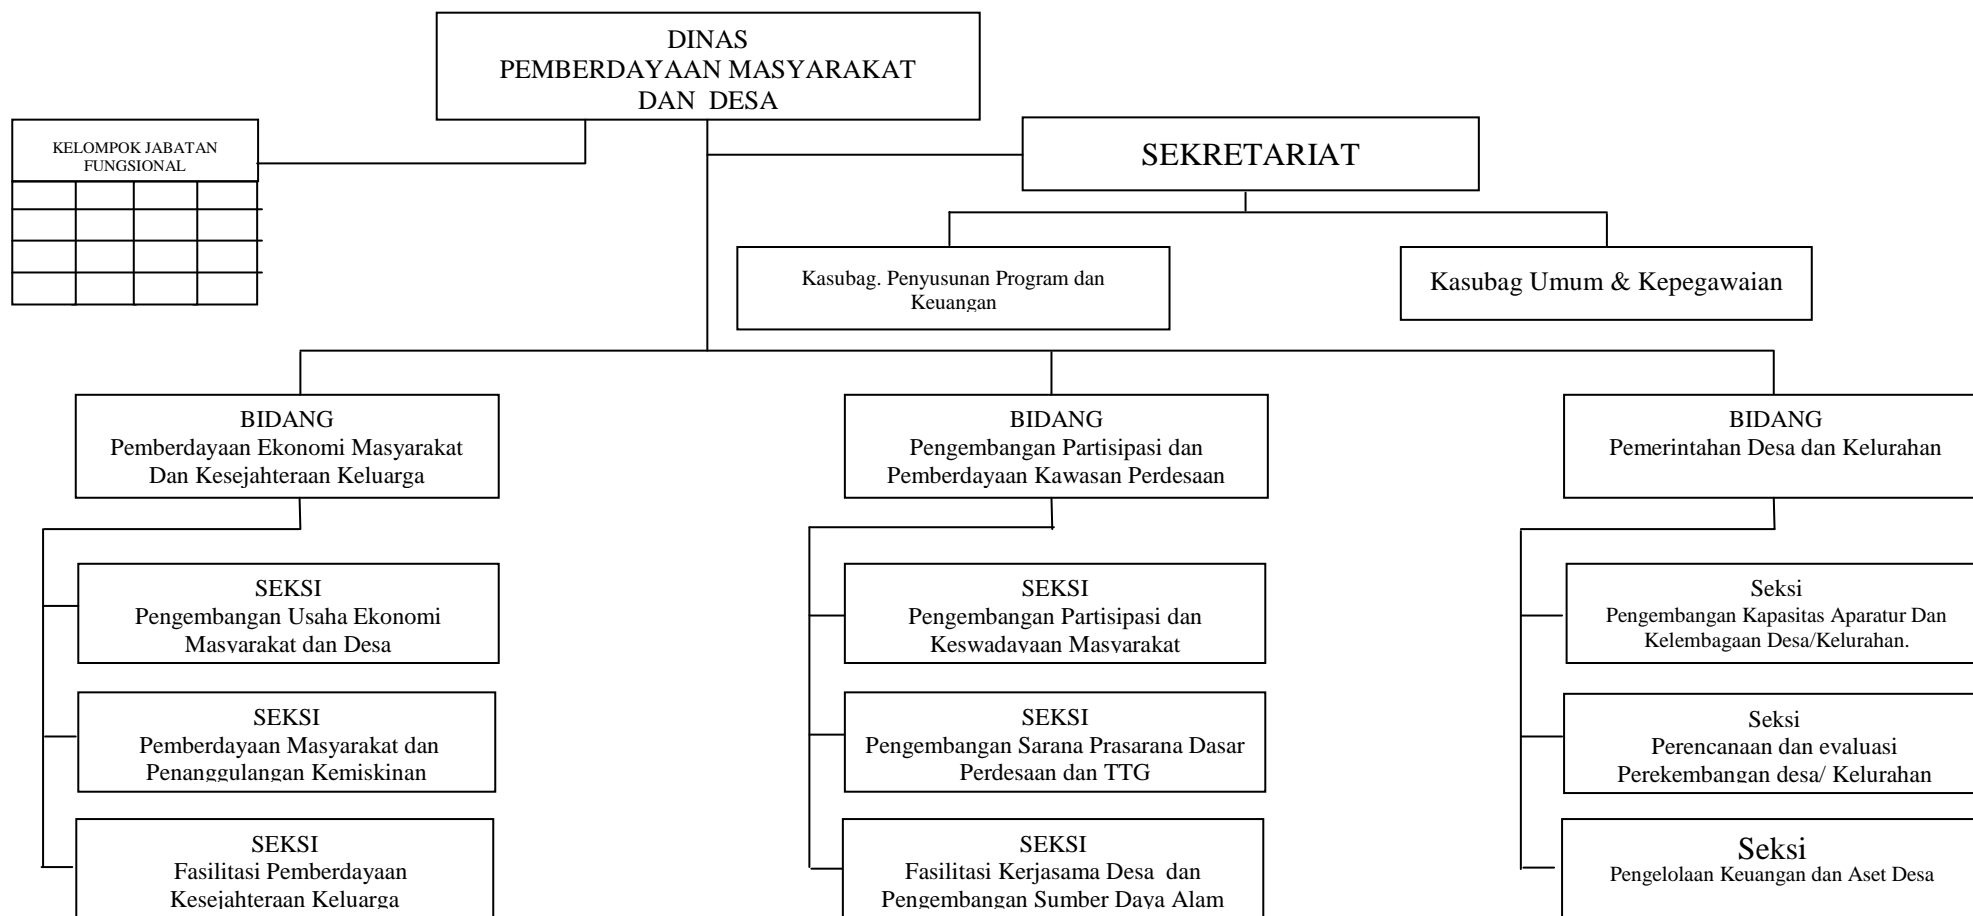 DINAS
PEMBERDAYAAN MASYARAKAT
DAN DESA
KELOMPOK JABATAN
FUNGSIONAL
SEKRETARIAT
Kasubag. Penyusunan Program dan
Keuangan
Kasubag Umum & Kepegawaian
BIDANG
Pemberdayaan Ekonomi Masyarakat
Dan Kesejahteraan Keluarga
BIDANG
Pengembangan Partisipasi dan
Pemberdayaan Kawasan Perdesaan
BIDANG
Pemerintahan Desa dan Kelurahan
SEKSI
Pengembangan Usaha Ekonomi
Masyarakat dan Desa
SEKSI
Pengembangan Partisipasi dan
Keswadayaan Masyarakat
Seksi
Pengembangan Kapasitas Aparatur Dan
Kelembagaan Desa/Kelurahan.
SEKSI
Pemberdayaan Masyarakat dan
Penanggulangan Kemiskinan
SEKSI
Pengembangan Sarana Prasarana Dasar
Perdesaan dan TTG
Seksi
Perencanaan dan evaluasi
Perekembangan desa/ Kelurahan
SEKSI
Fasilitasi Pemberdayaan
Kesejahteraan Keluarga
SEKSI
Fasilitasi Kerjasama Desa dan
Pengembangan Sumber Daya Alam
Seksi
Pengelolaan Keuangan dan Aset Desa